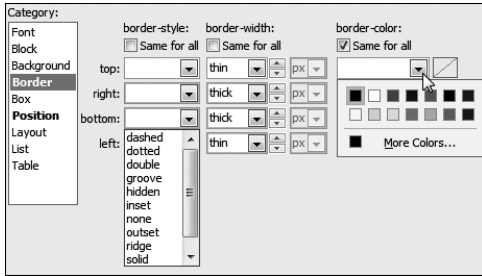 Category:
Font
Block
Background
Border
Box
Position
Layout
List
Table
border-style: border-width: border-color:
Same for all Same for all Same for all
top: thin px
right: thick px
bottom: thick px
left: thin px
dashed
dotted
double
groove
hidden
inset
none
outset
ridge
solid
More Colors...